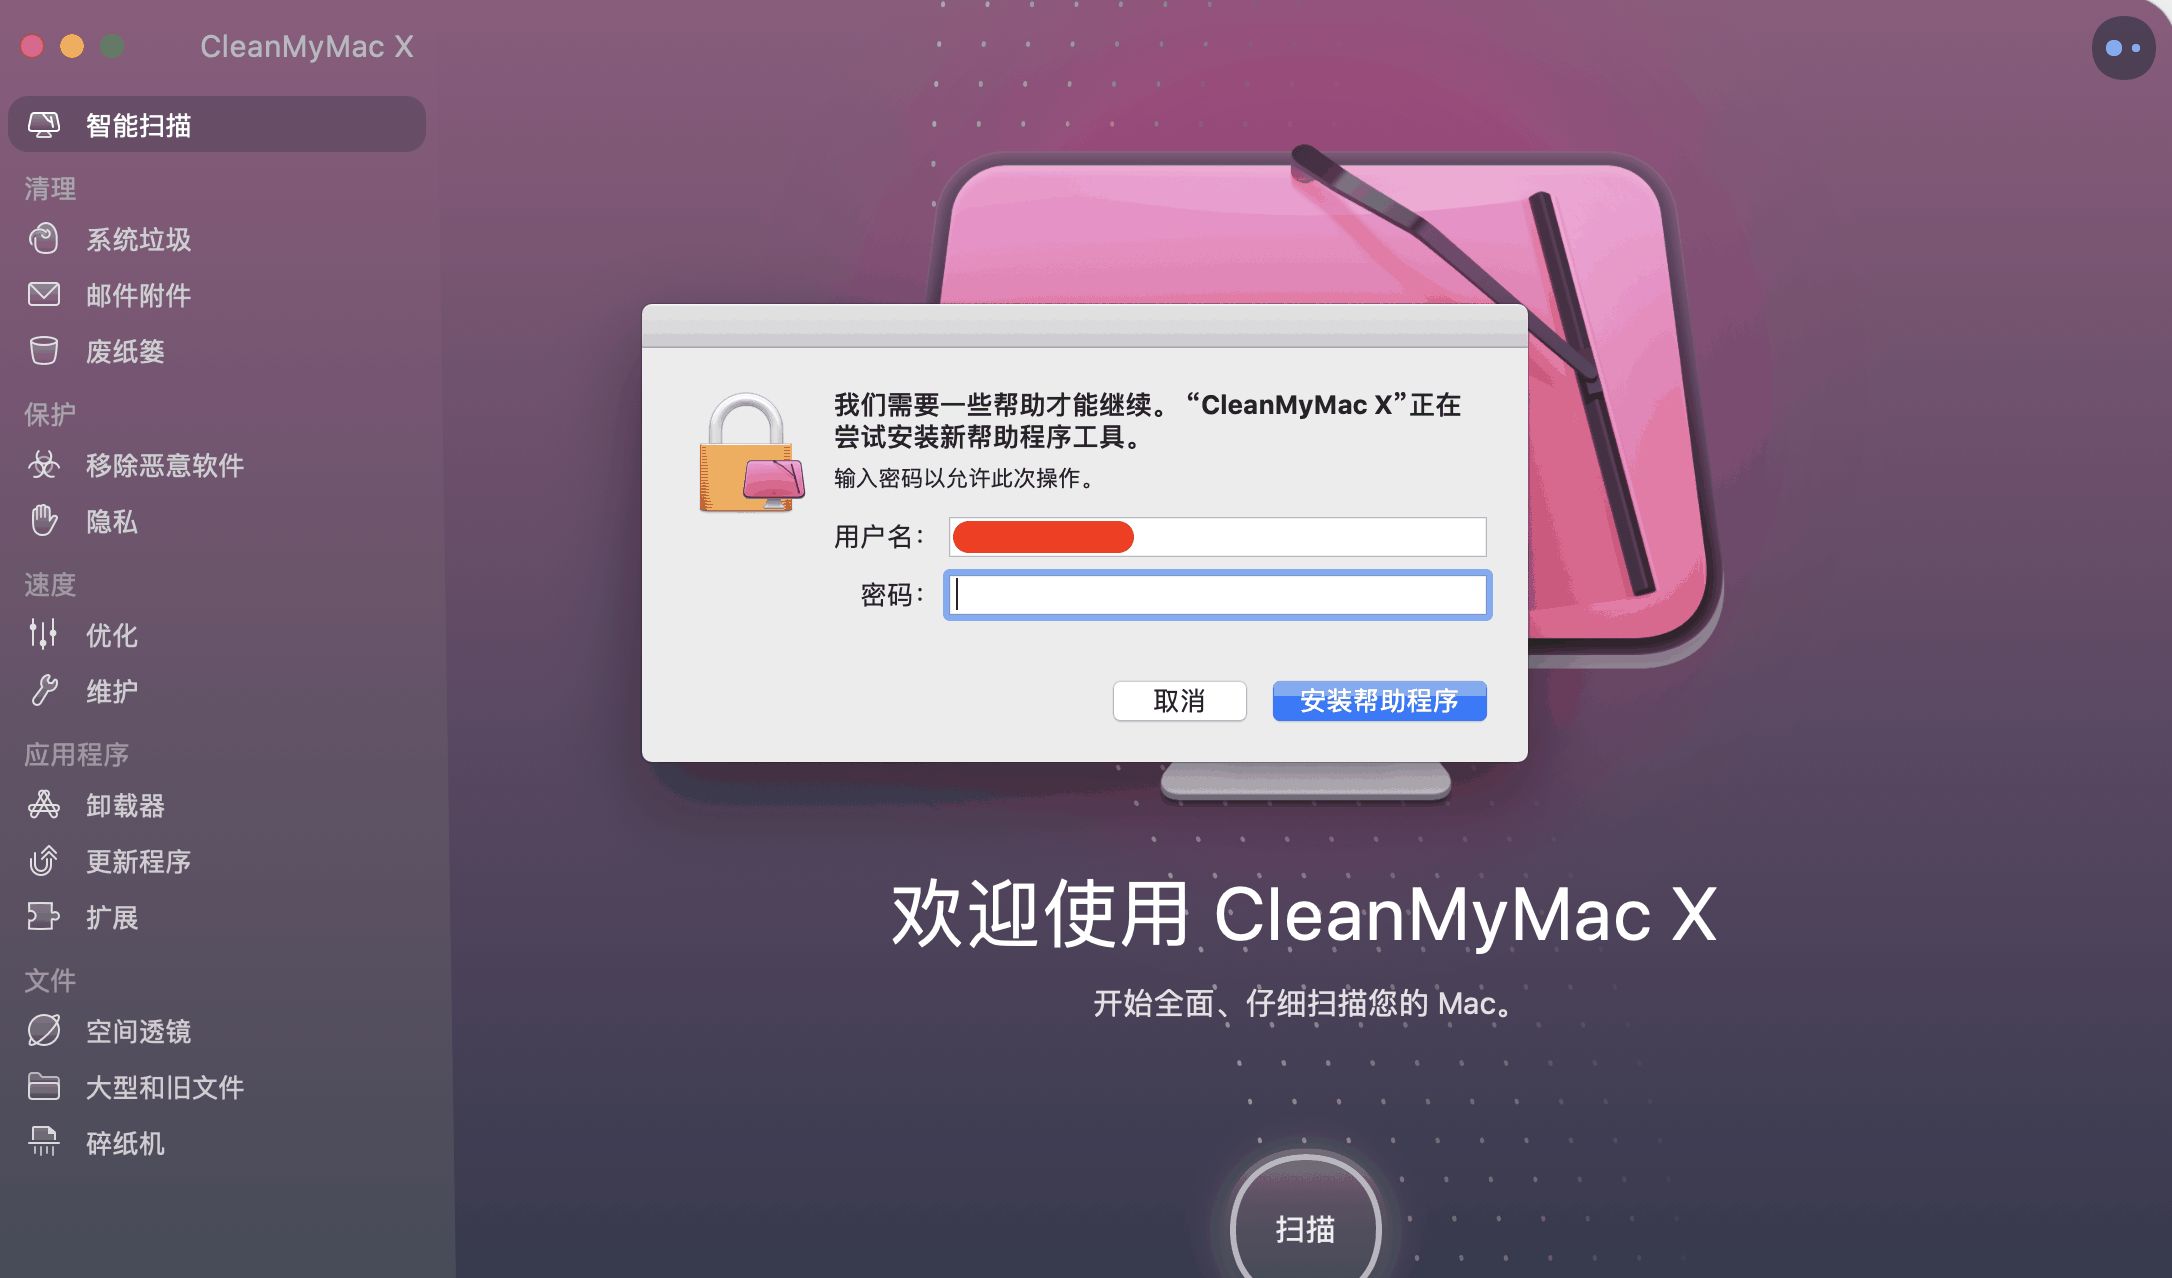 CleanMyMac X
智能扫描
清理
系统垃圾
邮件附件
废纸篓
保护
移除恶意软件
隐私
速度
优化
维护
应用程序
卸载器
更新程序
扩展
文件
空间透镜
大型和旧文件
碎纸机
我们需要一些帮助才能继续。“CleanMyMac X”正在
尝试安装新帮助程序工具。
输入密码以允许此次操作。
用户名：
密码：
取消
安装帮助程序
欢迎使用 CleanMyMac X
开始全面、仔细扫描您的 Mac。
扫描